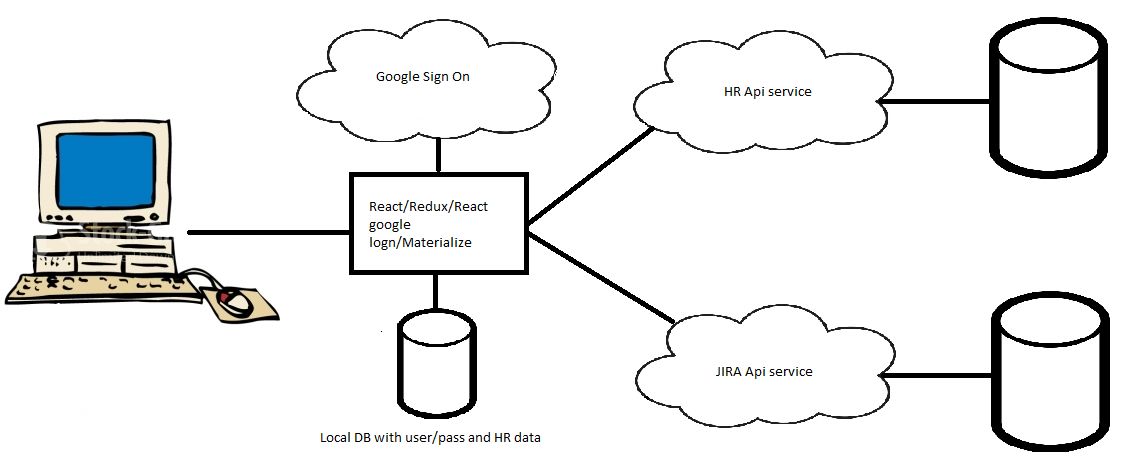 Google Sign On
HR Api service
React/Redux/React
google
logn/Materialize
JIRA Api service
Local DB with user/pass and HR data